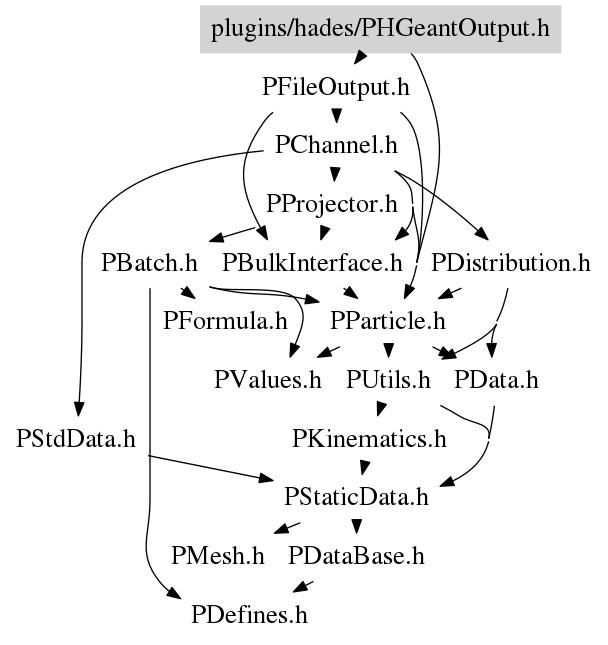 plugins/hades/PHGeantOutput.h
PFileOutput.h
PChannel.h
PProjector.h
PBatch.h
PBulkInterface.h
PDistribution.h
PFormula.h
PParticle.h
PValues.h
PUtils.h
PData.h
PStdData.h
PKinematics.h
PStaticData.h
PMesh.h
PDataBase.h
PDefines.h